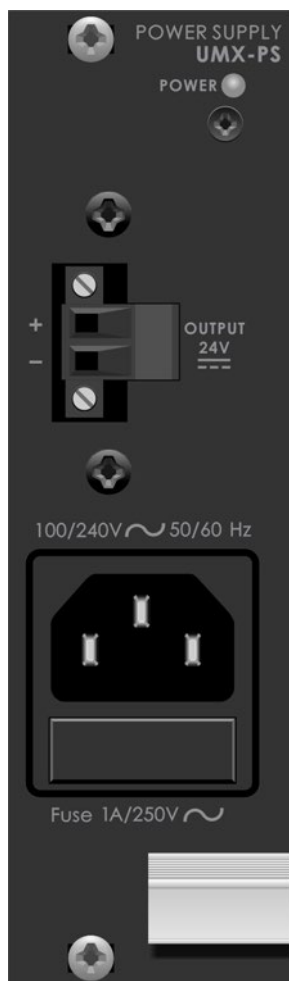 POWER SUPPLY
UMX-PS
POWER
+
OUTPUT
–
24V
100/240V∼ 50/60 Hz
Fuse 1A/250V∼